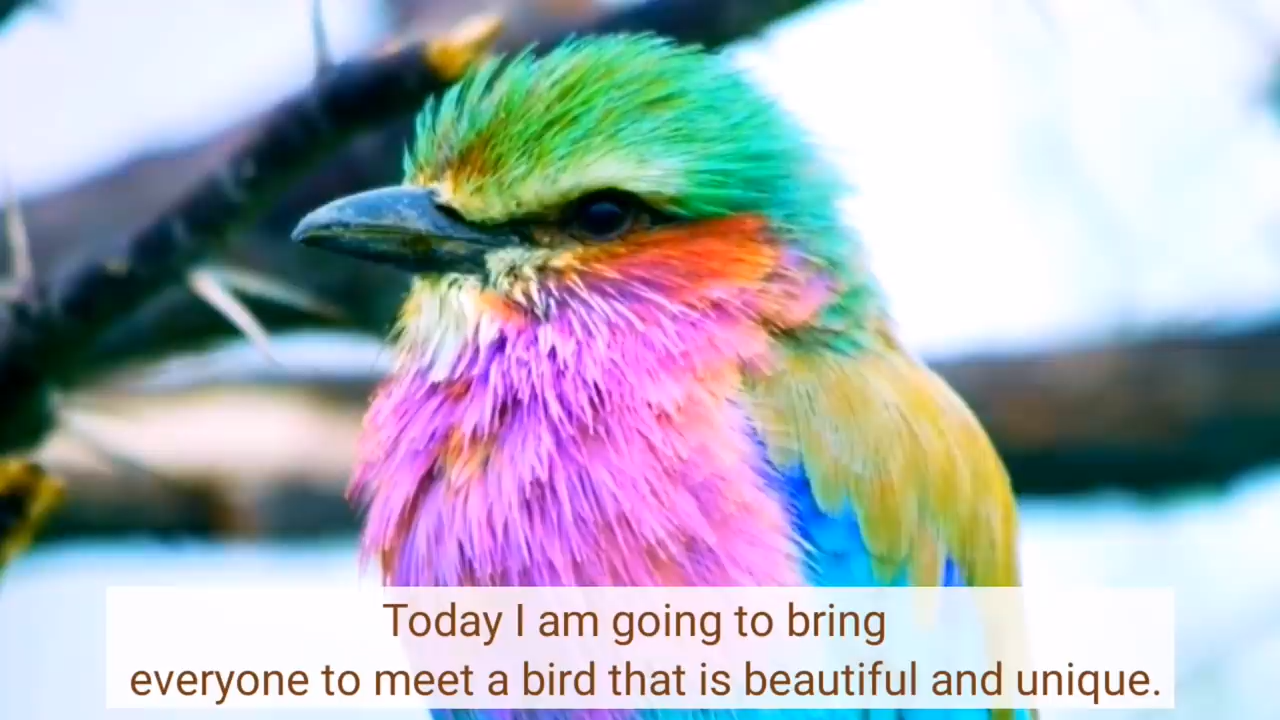 Today I am going to bring
everyone to meet a bird that is beautiful and unique.